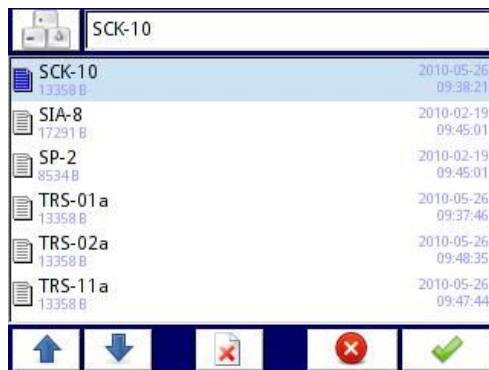 SCK-10
SCK-10
2010-05-26
13358 B
09:38:21
SIA-8
2010-02-19
17291 B
09:45:01
SP-2
2010-02-19
8534 B
09:45:01
TRS-01a
2010-05-26
13358 B
09:37:46
TRS-02a
2010-05-26
13358 B
09:48:35
TRS-11a
2010-05-26
13358 B
09:47:44